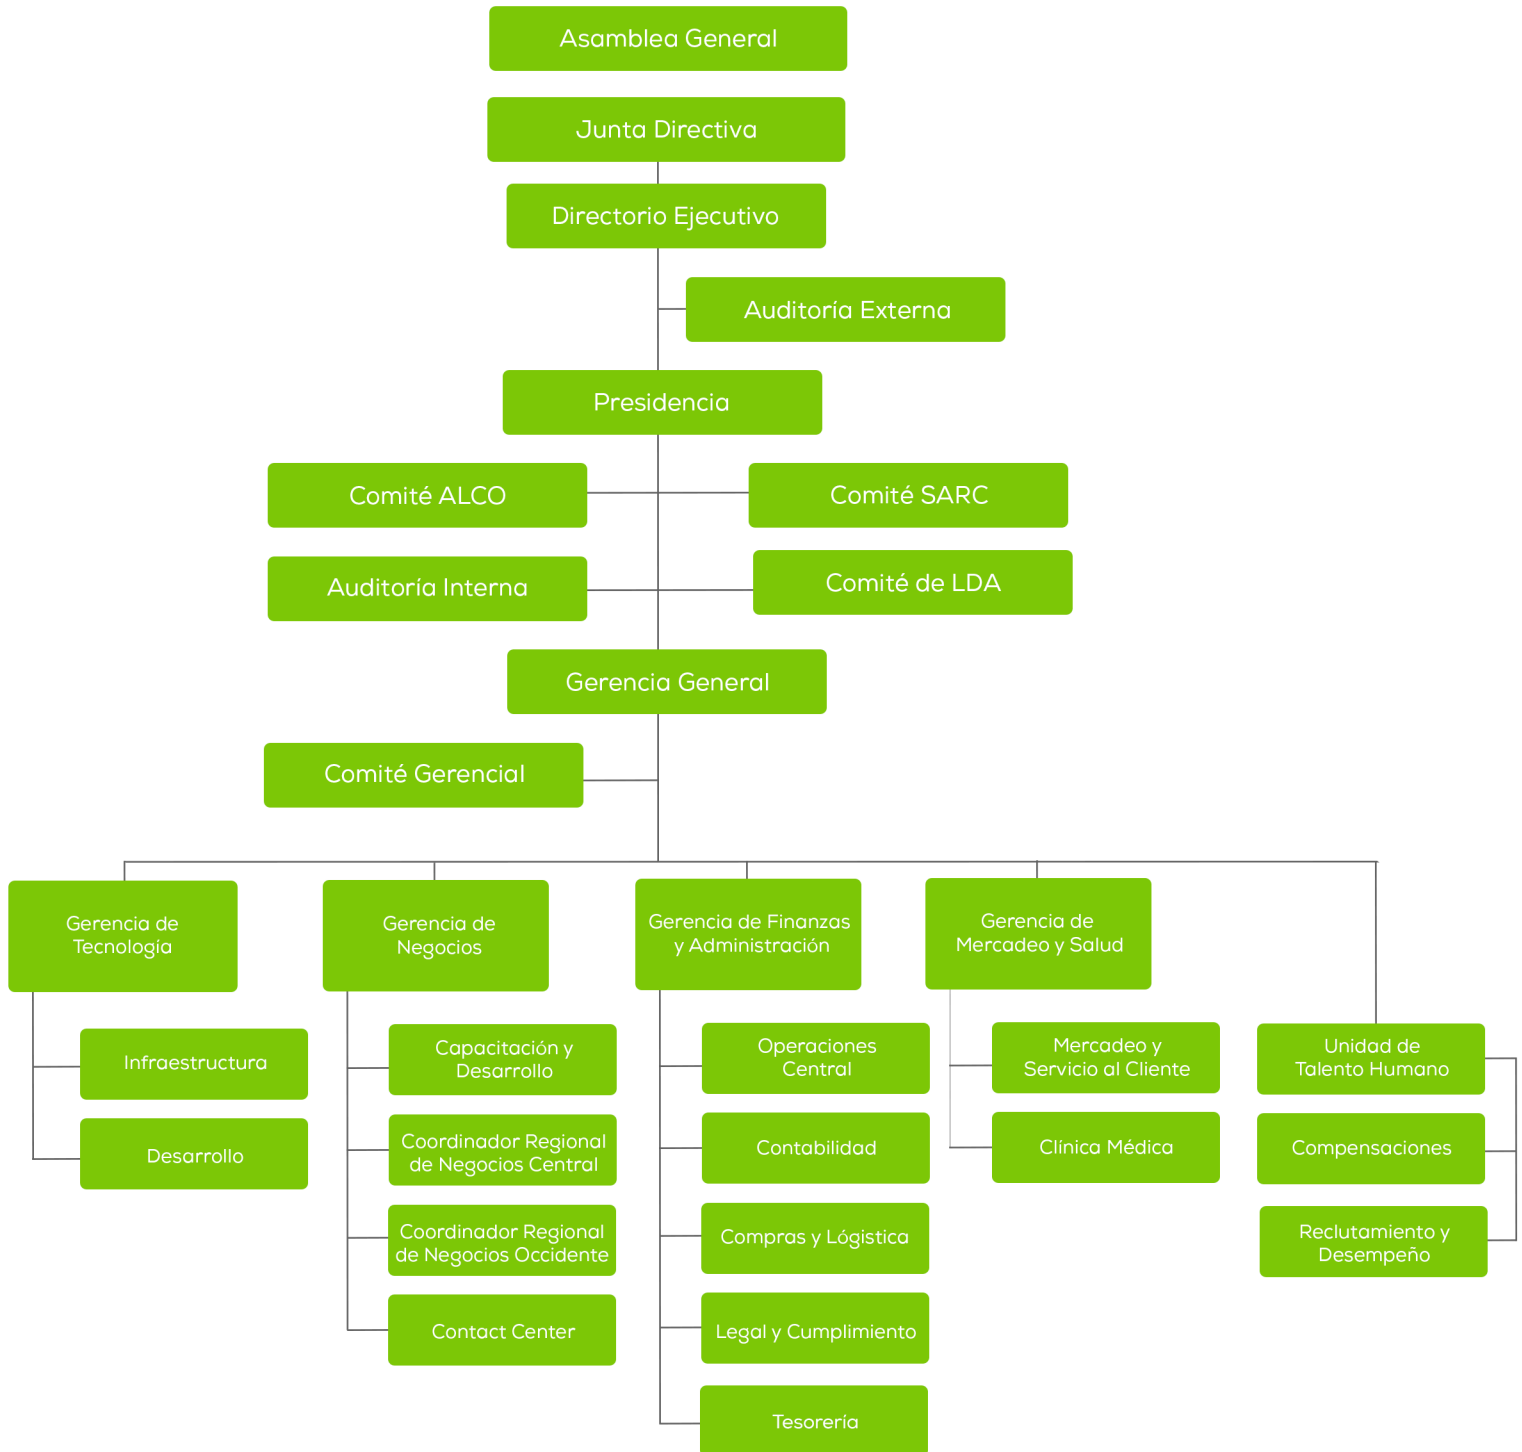 Asamblea General
Junta Directiva
Directorio Ejecutivo
Auditoría Externa
Presidencia
Comité ALCO
Comité SARC
Auditoría Interna
Comité de LDA
Gerencia General
Comité Gerencial
Gerencia de
Tecnología
Infraestructura
Desarrollo
Gerencia de
Negocios
Capacitación y
Desarrollo
Coordinador Regional
de Negocios Central
Coordinador Regional
de Negocios Occidente
Contact Center
Gerencia de Finanzas
y Administración
Operaciones
Central
Contabilidad
Compras y Lógistica
Legal y Cumplimiento
Tesorería
Gerencia de
Mercadeo y Salud
Mercadeo y
Servicio al Cliente
Clínica Médica
Unidad de
Talento Humano
Compensaciones
Reclutamiento y
Desempeño